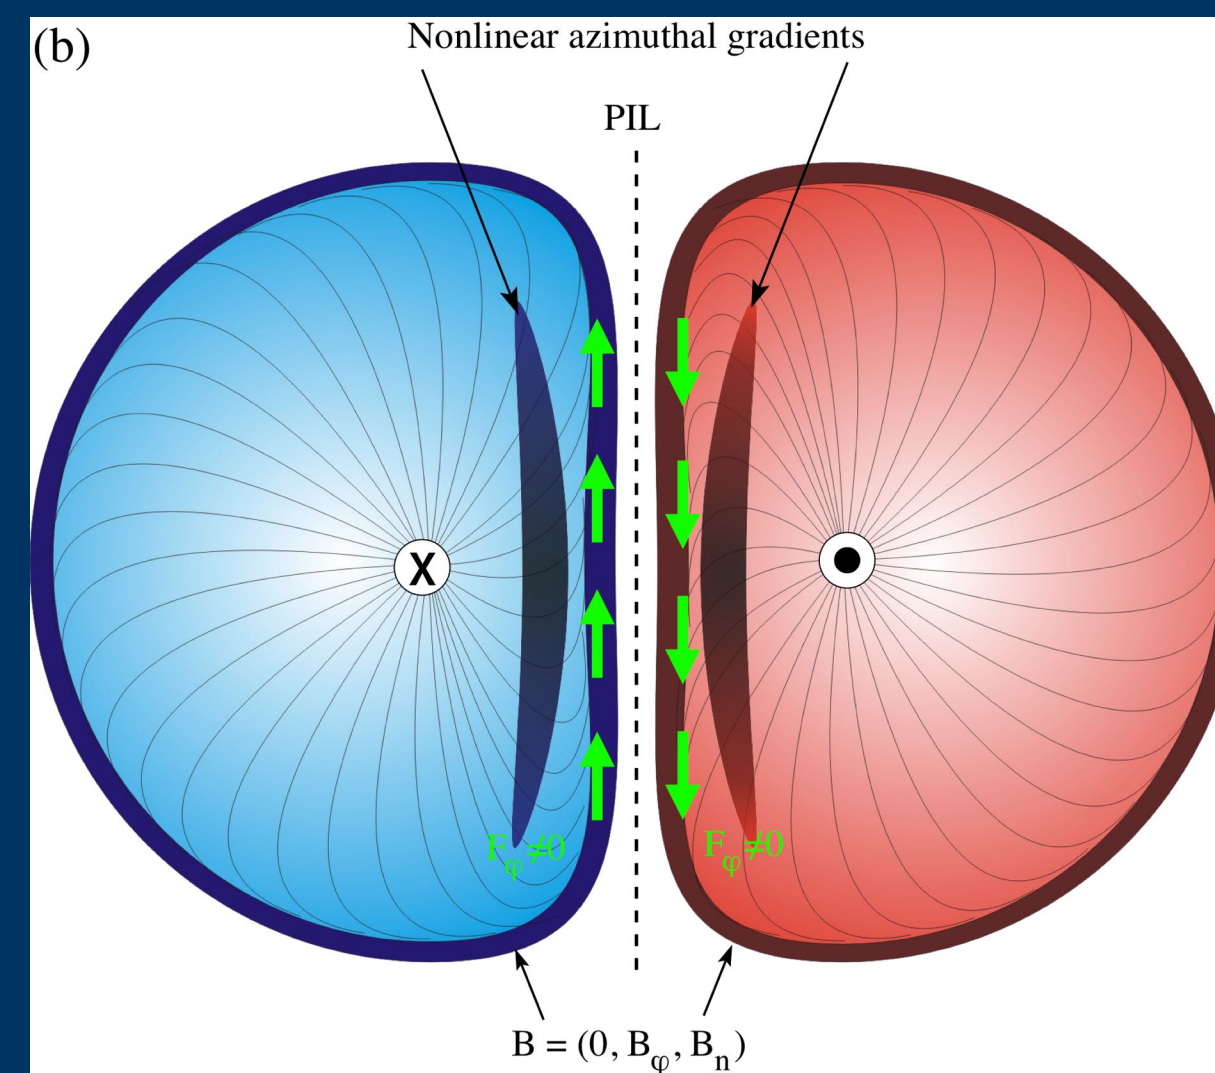 (b)
Nonlinear azimuthal gradients
PIL
X
F_φ≠0
F_φ≠0
B = (0, B_φ, B_n)